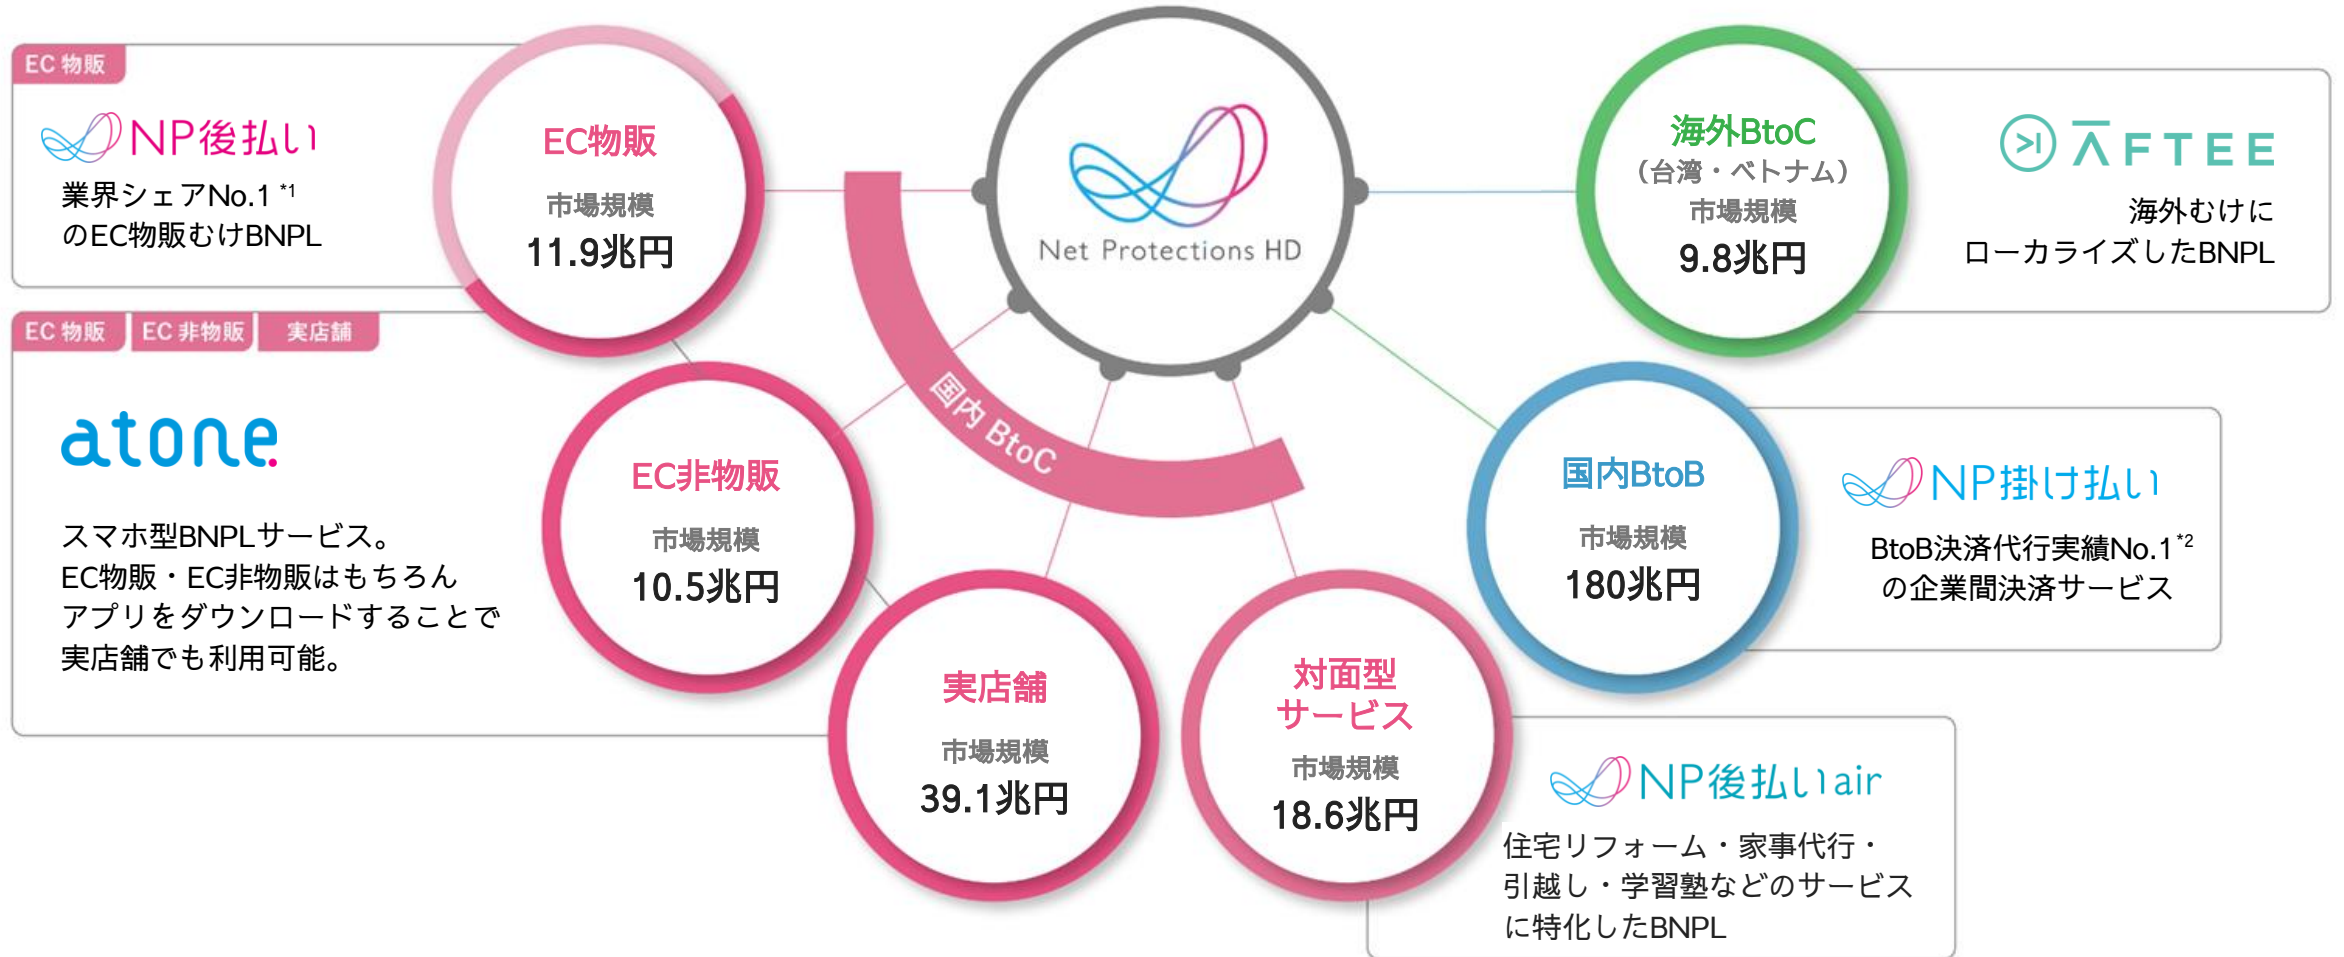 EC 物販
NP後払い
業界シェアNo.1 *1
のEC物販むけBNPL
EC物販
市場規模
11.9兆円
EC 物販
EC 非物販
実店舗
atone
スマホ型BNPLサービス。
EC物販・EC非物販はもちろん
アプリをダウンロードすることで
実店舗でも利用可能。
EC非物販
市場規模
10.5兆円
実店舗
市場規模
39.1兆円
Net Protections HD
国内 BtoC
対面型
サービス
市場規模
18.6兆円
NP後払いair
住宅リフォーム・家事代行・
引越し・学習塾などのサービス
に特化したBNPL
海外BtoC
（台湾・ベトナム）
市場規模
9.8兆円
AFTEE
海外むけに
ローカライズしたBNPL
国内BtoB
市場規模
180兆円
NP掛け払い
BtoB決済代行実績No.1*2
の企業間決済サービス